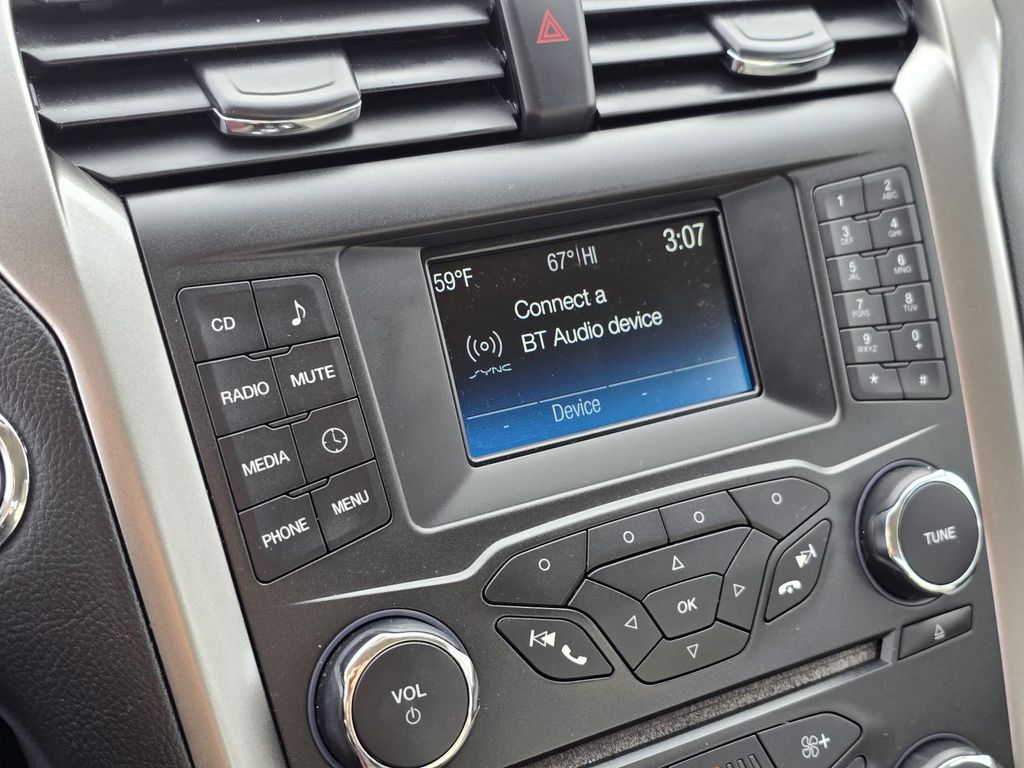 59°F
67°|HI
3:07
Connect a
BT Audio device
SYNC
Device
CD
RADIO
MUTE
MEDIA
PHONE
MENU
1
2
ABC
3
DEF
4
GHI
5
JKL
6
MNO
7
PQRS
8
TUV
9
WXYZ
0
+
*
#
OK
VOL
TUNE
+